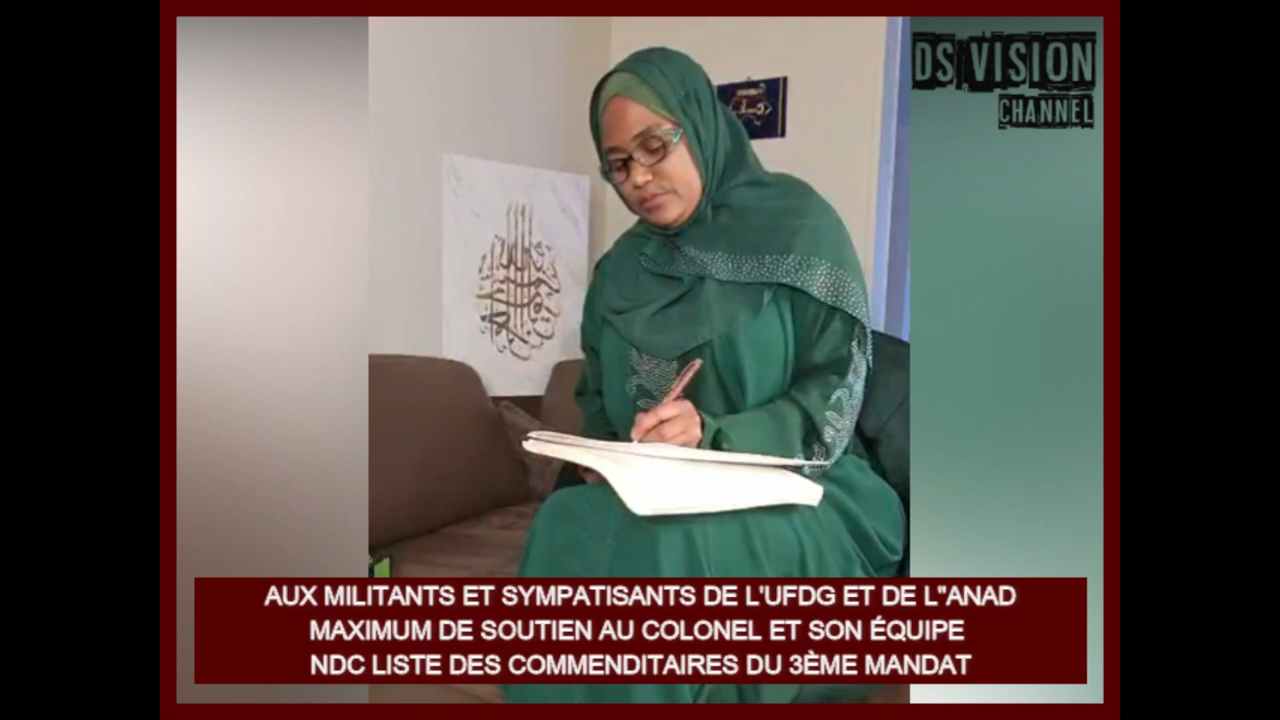 DS VISION
CHANNEL
AUX MILITANTS ET SYMPATISANTS DE L'UFDG ET DE L"ANAD
MAXIMUM DE SOUTIEN AU COLONEL ET SON ÉQUIPE
NDC LISTE DES COMMENDITAIRES DU 3ÈME MANDAT